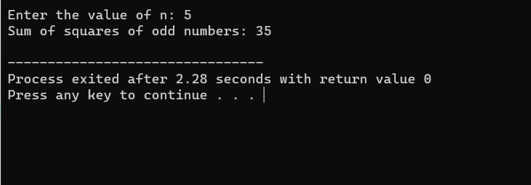 Enter the value of n: 5
Sum of squares of odd numbers: 35
--------------------------------
Process exited after 2.28 seconds with return value 0
Press any key to continue . . .